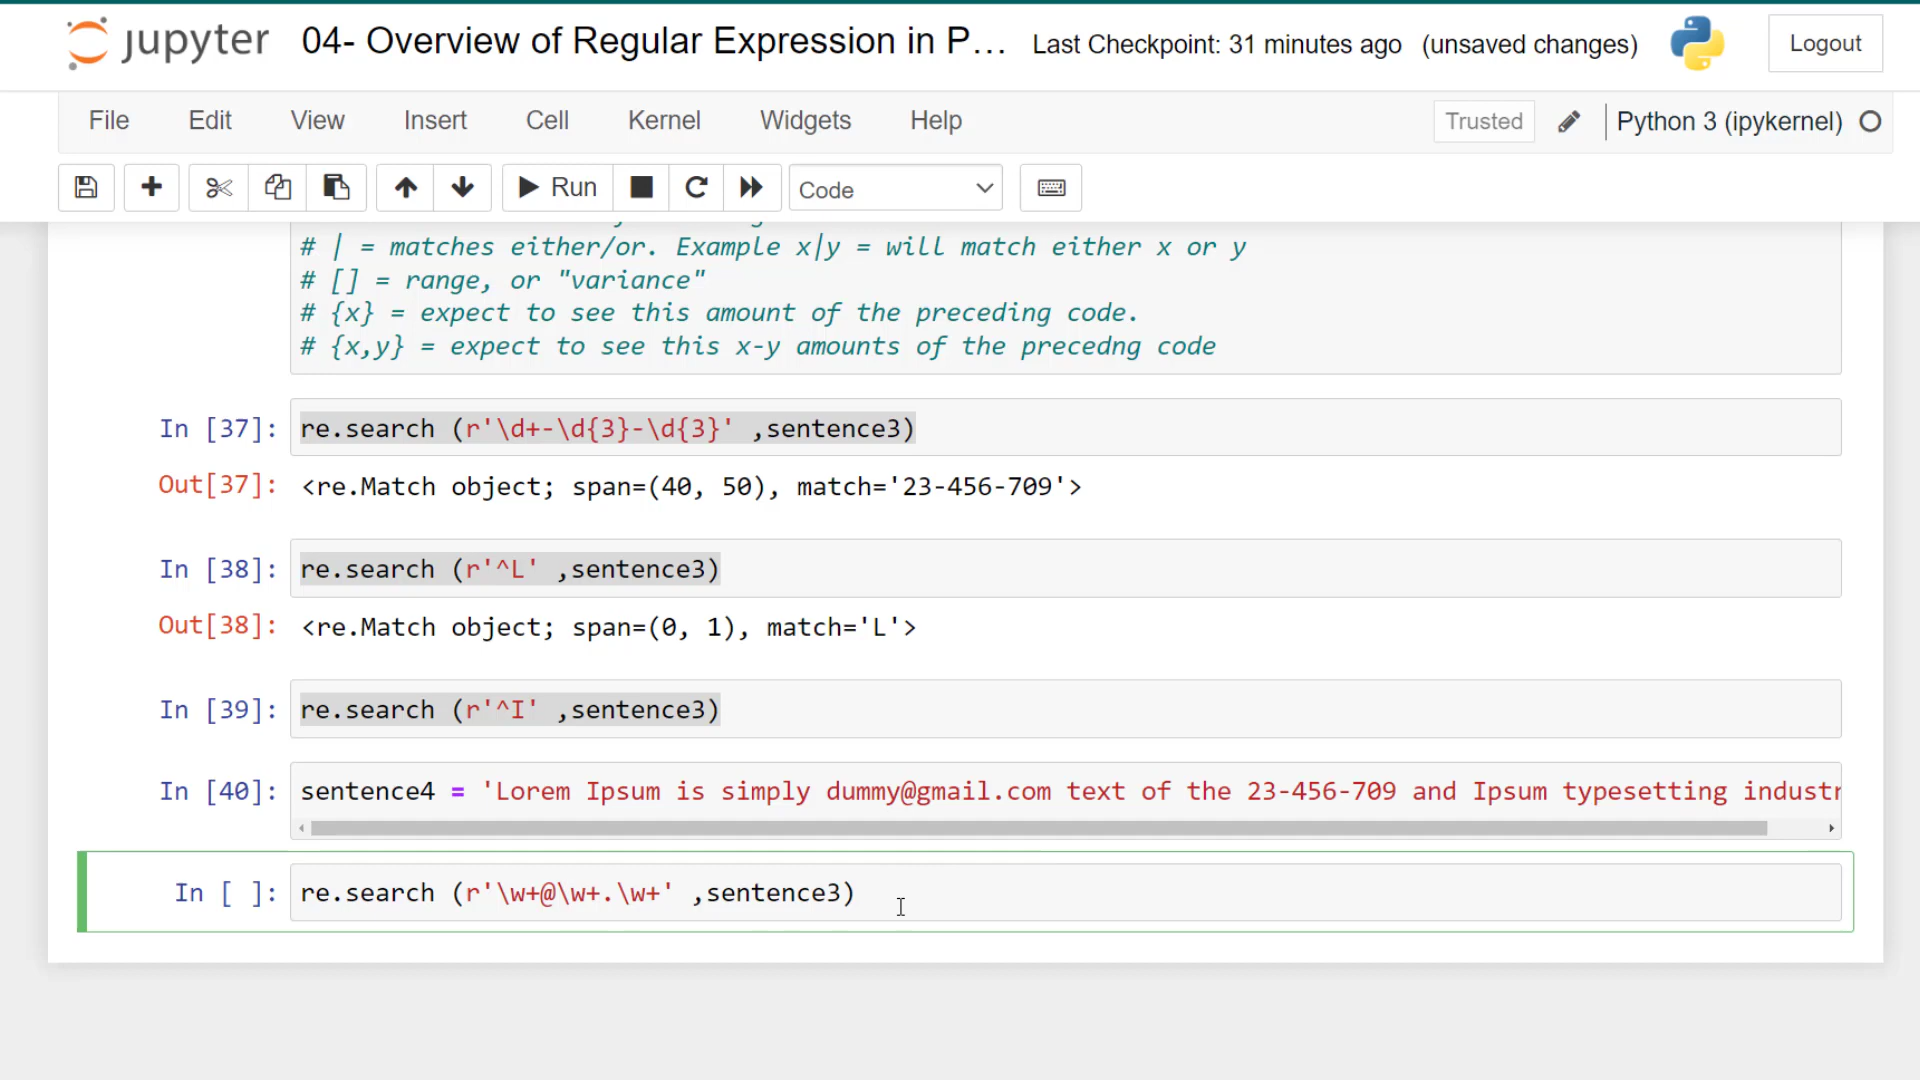 jupyter 04- Overview of Regular Expression in P... Last Checkpoint: 31 minutes ago (unsaved changes) Logout
File Edit View Insert Cell Kernel Widgets Help Trusted Python 3 (ipykernel)
Run Code
# | = matches either/or. Example x|y = will match either x or y
# [] = range, or "variance"
# {x} = expect to see this amount of the preceding code.
# {x,y} = expect to see this x-y amounts of the precedng code
In [37]: re.search (r'\d+-\d{3}-\d{3}' ,sentence3)
Out[37]: <re.Match object; span=(40, 50), match='23-456-709'>
In [38]: re.search (r'^L' ,sentence3)
Out[38]: <re.Match object; span=(0, 1), match='L'>
In [39]: re.search (r'^I' ,sentence3)
In [40]: sentence4 = 'Lorem Ipsum is simply dummy@gmail.com text of the 23-456-709 and Ipsum typesetting industr
In [ ]: re.search (r'\w+@\w+.\w+' ,sentence3)